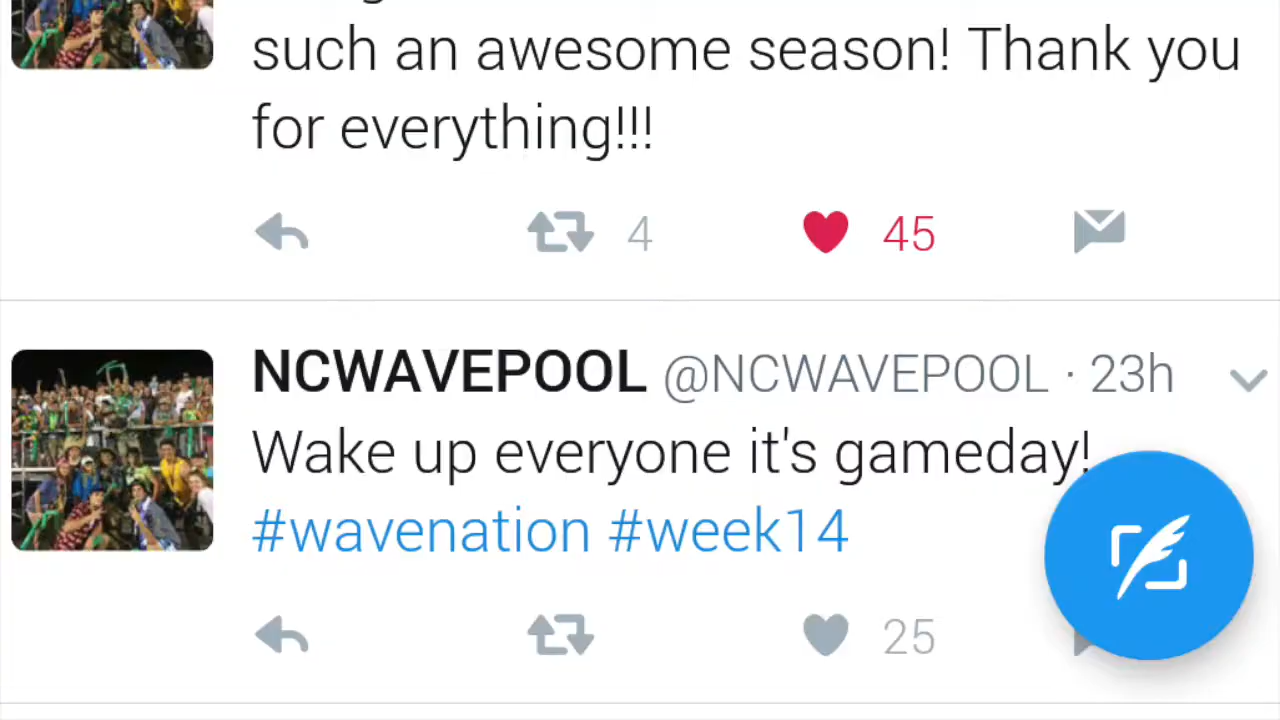 such an awesome season! Thank you
for everything!!!
4 45
NCWAVEPOOL @NCWAVEPOOL · 23h
Wake up everyone it's gameday!
#wavenation #week14
25